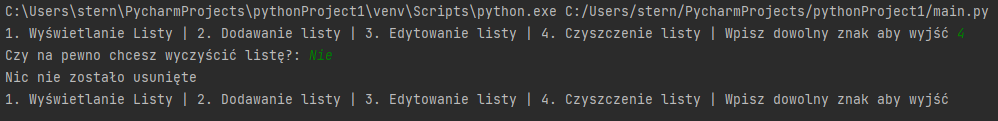 C:\Users\stern\PycharmProjects\pythonProject1\venv\Scripts\python.exe C:/Users/stern/PycharmProjects/pythonProject1/main.py
1. Wyświetlanie Listy | 2. Dodawanie listy | 3. Edytowanie listy | 4. Czyszczenie listy | Wpisz dowolny znak aby wyjść 4
Czy na pewno chcesz wyczyścić listę?: Nie
Nic nie zostało usunięte
1. Wyświetlanie Listy | 2. Dodawanie listy | 3. Edytowanie listy | 4. Czyszczenie listy | Wpisz dowolny znak aby wyjść